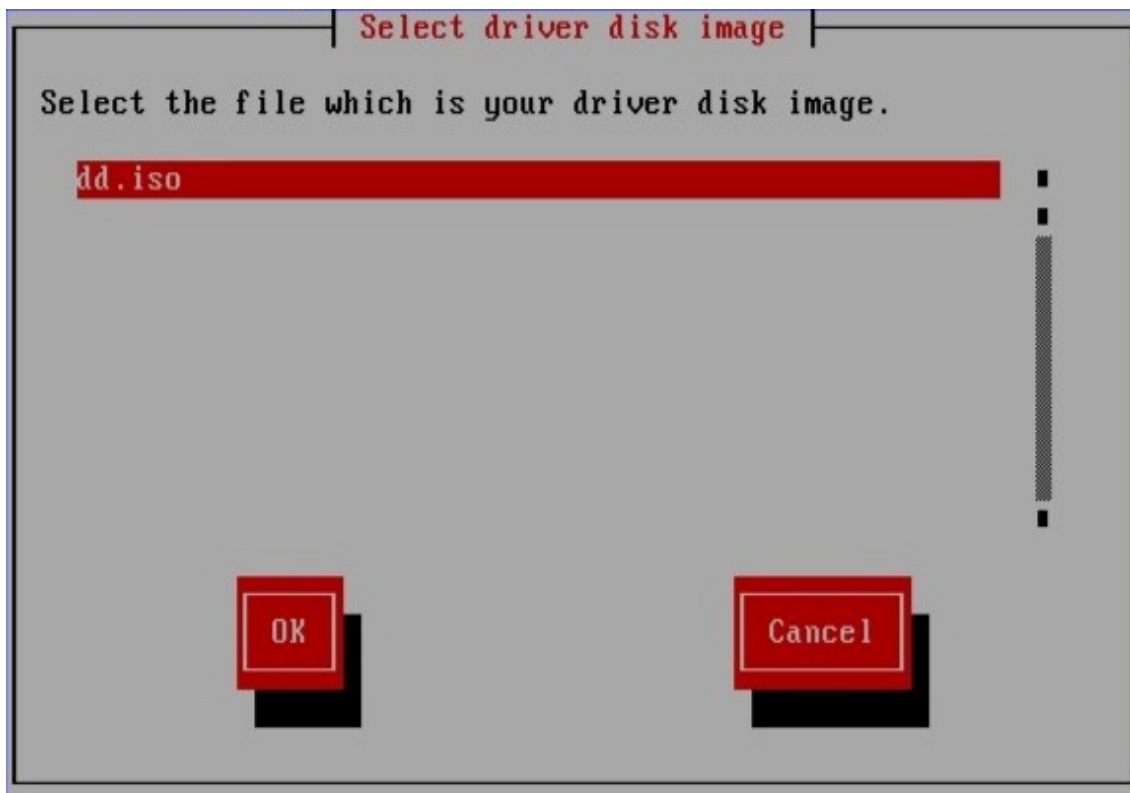 Select driver disk image
Select the file which is your driver disk image.
dd.iso
OK
Cancel